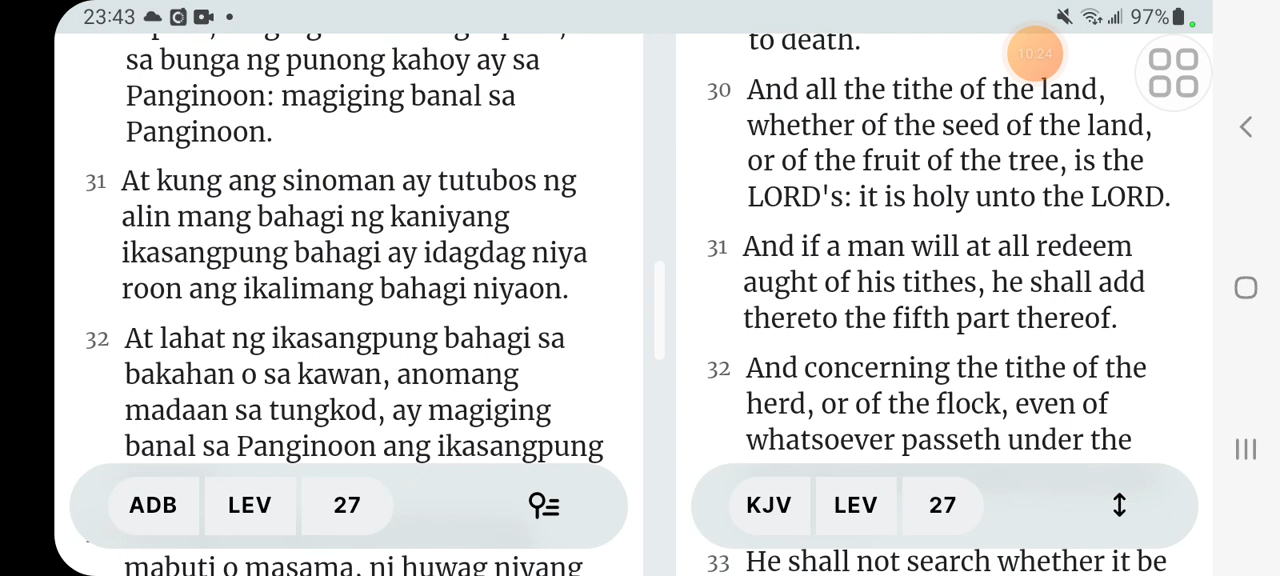 23:43
97%
10:24
sa bunga ng punong kahoy ay sa
Panginoon: magiging banal sa
Panginoon.
31 At kung ang sinoman ay tutubos ng
alin mang bahagi ng kaniyang
ikasangpung bahagi ay idagdag niya
roon ang ikalimang bahagi niyaon.
32 At lahat ng ikasangpung bahagi sa
bakahan o sa kawan, anomang
madaan sa tungkod, ay magiging
banal sa Panginoon ang ikasangpung
ADB LEV 27
mabuti o masama, ni huwag niyang
to death.
30 And all the tithe of the land,
whether of the seed of the land,
or of the fruit of the tree, is the
LORD's: it is holy unto the LORD.
31 And if a man will at all redeem
aught of his tithes, he shall add
thereto the fifth part thereof.
32 And concerning the tithe of the
herd, or of the flock, even of
whatsoever passeth under the
KJV LEV 27
33 He shall not search whether it be